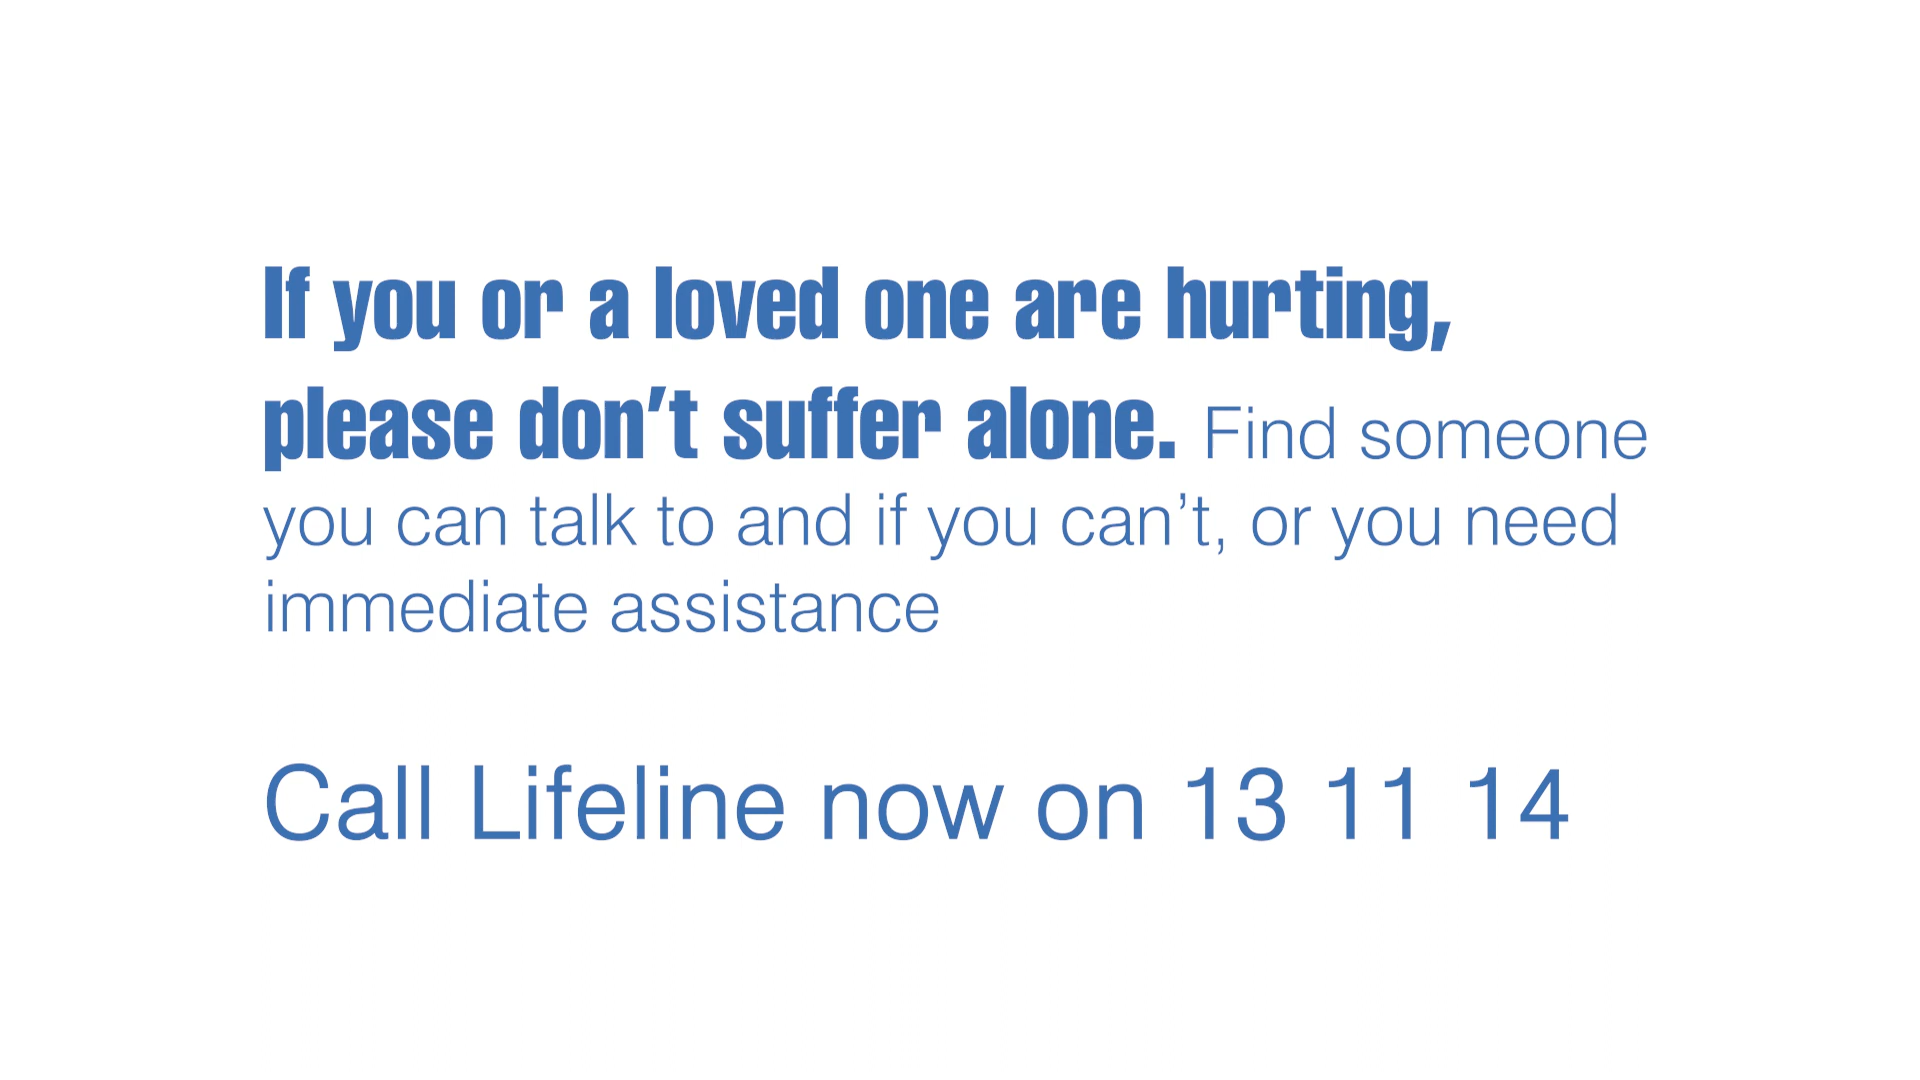 If you or a loved one are hurting,
please don’t suffer alone. Find someone
you can talk to and if you can’t, or you need
immediate assistance
Call Lifeline now on 13 11 14